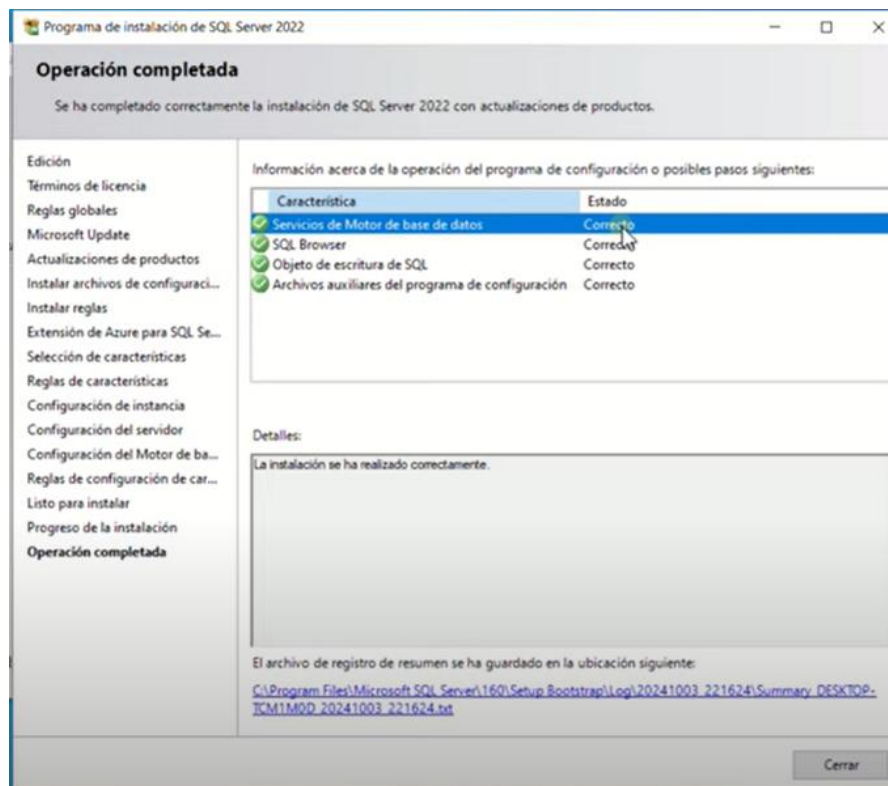 Programa de instalación de SQL Server 2022
Operación completada
Se ha completado correctamente la instalación de SQL Server 2022 con actualizaciones de productos.
Edición
Términos de licencia
Reglas globales
Microsoft Update
Actualizaciones de productos
Instalar archivos de configuraci...
Instalar reglas
Extensión de Azure para SQL Se...
Selección de características
Reglas de características
Configuración de instancia
Configuración del servidor
Configuración del Motor de ba...
Reglas de configuración de car...
Listo para instalar
Progreso de la instalación
Operación completada
Información acerca de la operación del programa de configuración o posibles pasos siguientes:
Característica Estado
Servicios de Motor de base de datos Correcto
SQL Browser Correcto
Objeto de escritura de SQL Correcto
Archivos auxiliares del programa de configuración Correcto
Detalles:
La instalación se ha realizado correctamente.
El archivo de registro de resumen se ha guardado en la ubicación siguiente:
C:\Program Files\Microsoft SQL Server\160\Setup Bootstrap\Log\20241003_221624\Summary_DESKTOP-
TCM1M0D_20241003_221624.txt
Cerrar